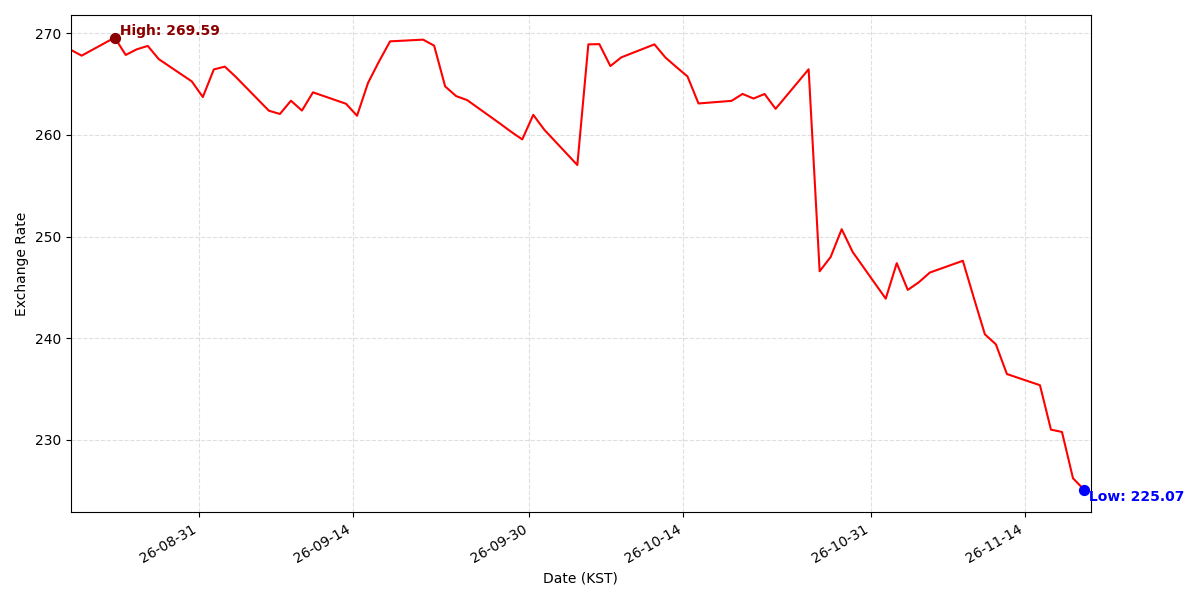 High: 269.59
270
260
250
240
230
Exchange Rate
Low: 225.07
26-08-31
26-09-14
26-09-30
26-10-14
26-10-31
26-11-14
Date (KST)